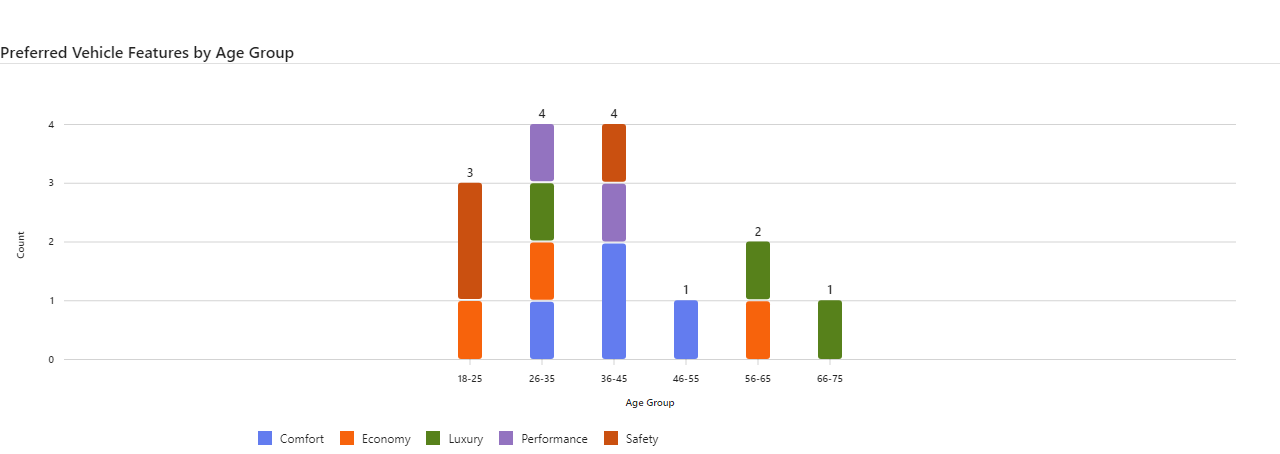 Preferred Vehicle Features by Age Group
4
4
4
3
3
2
2
1
1
1
0
Count
18-25
26-35
36-45
46-55
56-65
66-75
Age Group
Comfort
Economy
Luxury
Performance
Safety